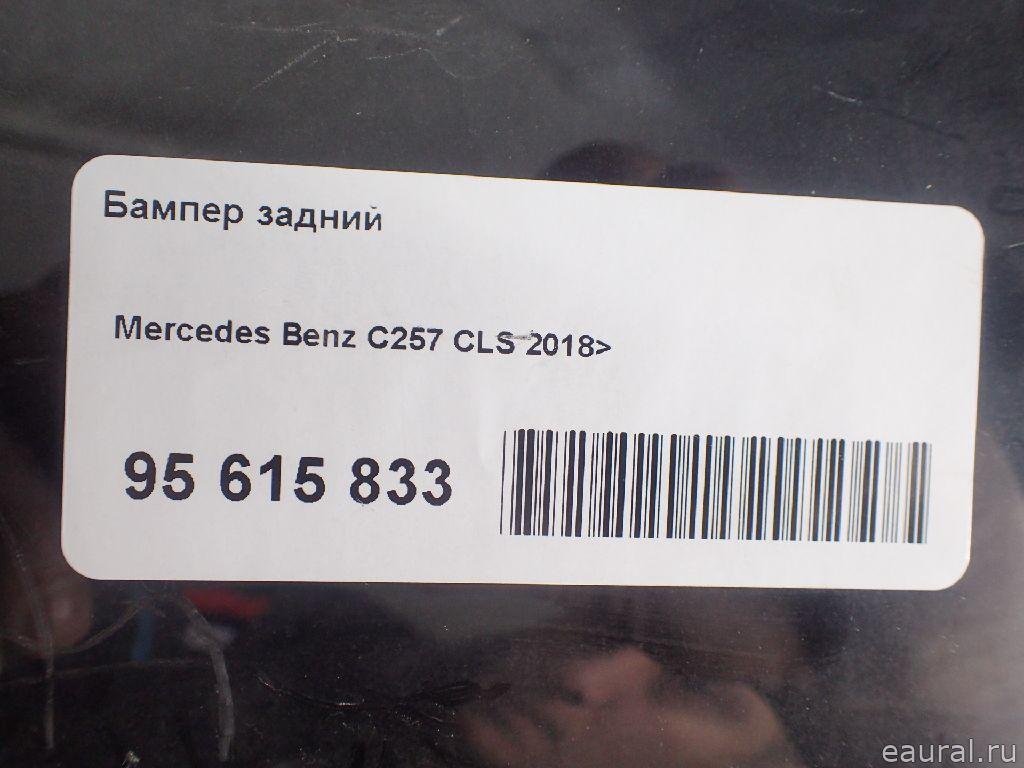 Бампер задний
Mercedes Benz C257 CLS 2018>
95 615 833
eaural.ru